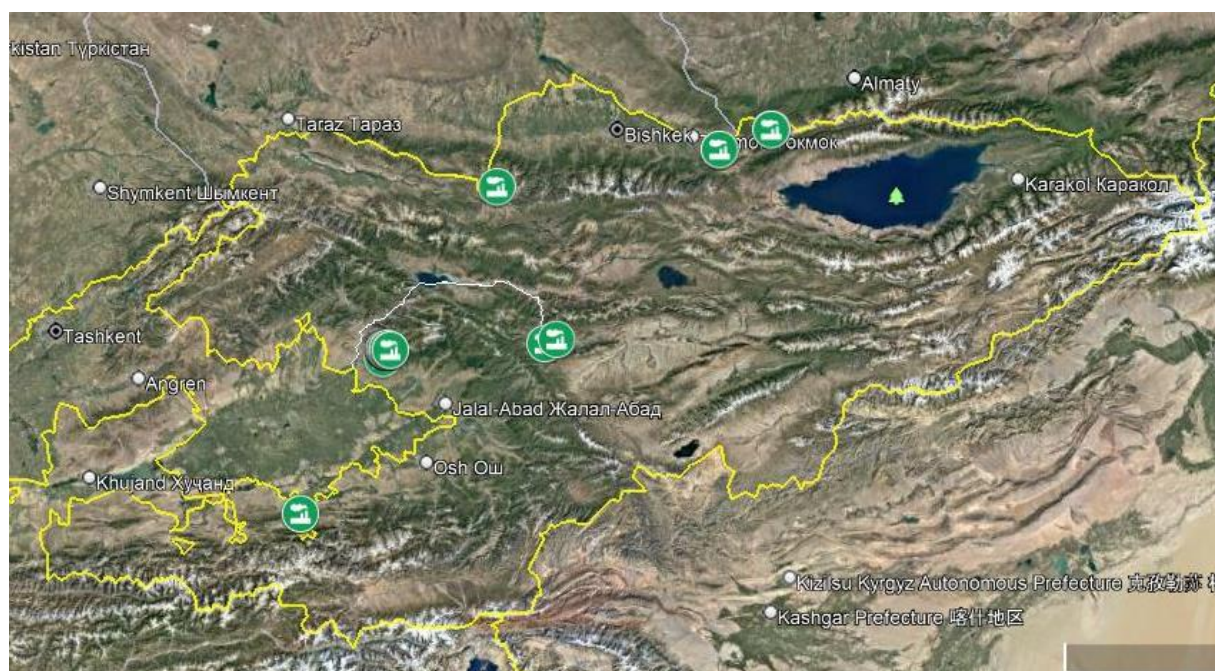 kistan Түркістан
Almaty
Taraz Тараз
Bishkek
окмок
Shymkent Шымкент
Karakol Каракол
Tashkent
Angren
Jalal-Abad Жалал-Абад
Osh Ош
Khujand Хуҷанд
Kizilsu Kyrgyz Autonomous Prefecture 克孜勒苏
Kashgar Prefecture 喀什地区